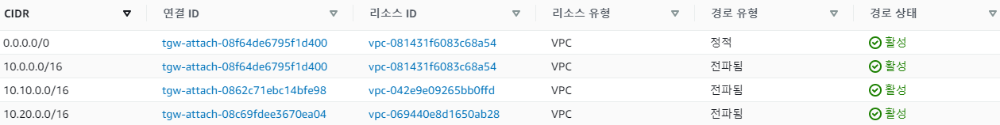 CIDR 연결 ID 리소스 ID 리소스 유형 경로 유형 경로 상태
0.0.0.0/0 tgw-attach-08f64de6795f1d400 vpc-081431f6083c68a54 VPC 정적 활성
10.0.0.0/16 tgw-attach-08f64de6795f1d400 vpc-081431f6083c68a54 VPC 전파됨 활성
10.10.0.0/16 tgw-attach-0862c71ebc14bfe98 vpc-042e9e09265bb0ffd VPC 전파됨 활성
10.20.0.0/16 tgw-attach-08c69fdee3670ea04 vpc-069440e8d1650ab28 VPC 전파됨 활성